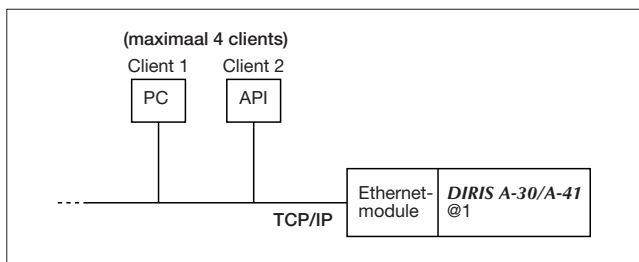 (maximaal 4 clients)
Client 1 Client 2
PC API
Ethernet- DIRIS A-30/A-41
module @1
TCP/IP